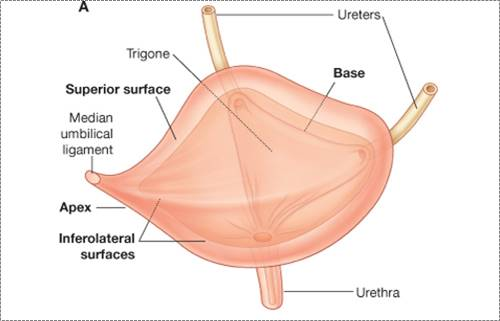 A
Ureters
Trigone
Base
Superior surface
Median
umbilical
ligament
Apex
Inferolateral
surfaces
Urethra